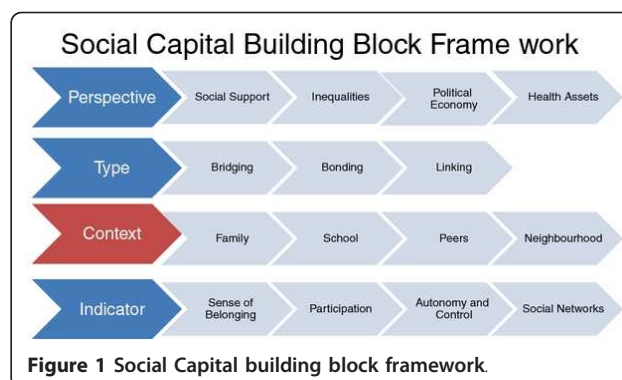 Social Capital Building Block Frame work
Perspective
Social Support
Inequalities
Political
Economy
Health Assets
Type
Bridging
Bonding
Linking
Context
Family
School
Peers
Neighbourhood
Indicator
Sense of
Belonging
Participation
Autonomy and
Control
Social Networks
Figure 1 Social Capital building block framework.